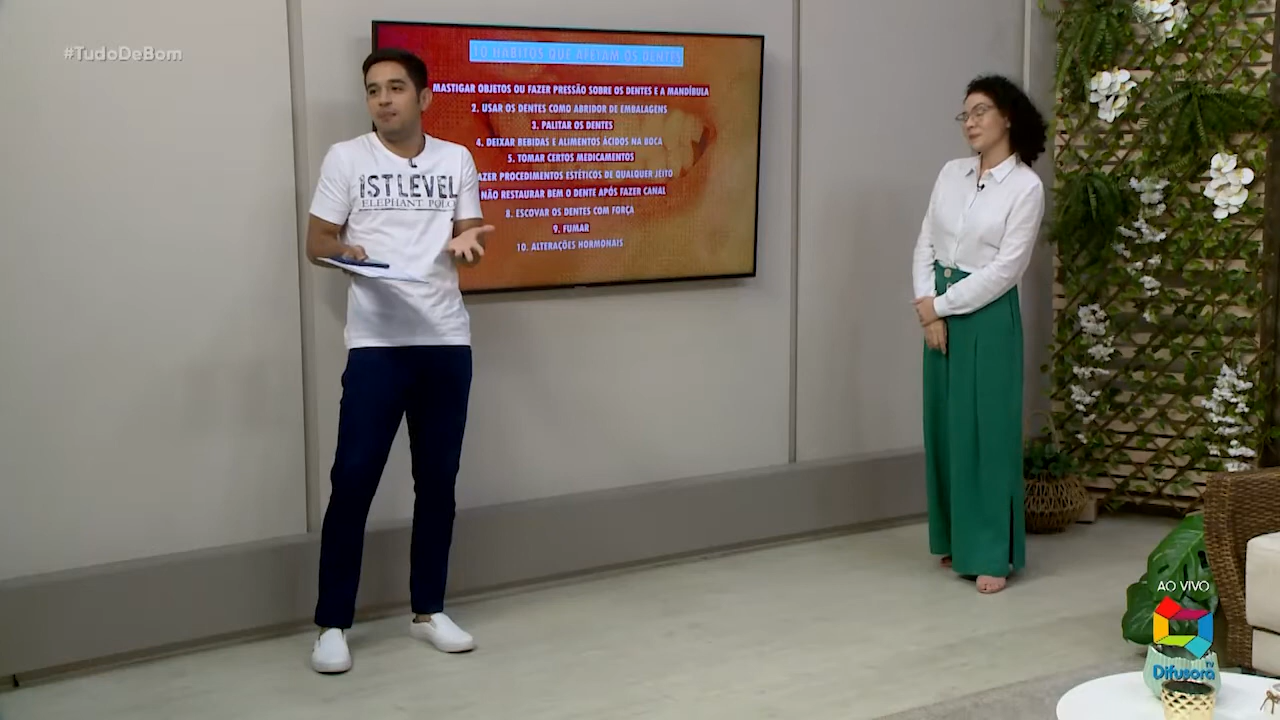 #TudoDeBom
10 HÁBITOS QUE AFETAM OS DENTES
MASTIGAR OBJETOS OU FAZER PRESSÃO SOBRE OS DENTES E A MANDÍBULA
2. USAR OS DENTES COMO ABRIDOR DE EMBALAGENS
3. PALITAR OS DENTES
4. DEIXAR BEBIDAS E ALIMENTOS ÁCIDOS NA BOCA
5. TOMAR CERTOS MEDICAMENTOS
AZER PROCEDIMENTOS ESTÉTICOS DE QUALQUER JEITO
NÃO RESTAURAR BEM O DENTE APÓS FAZER CANAL
8. ESCOVAR OS DENTES COM FORÇA
9. FUMAR
10. ALTERAÇÕES HORMONAIS
1ST LEVEL
ELEPHANT POLO
AO VIVO
TV
Difusora